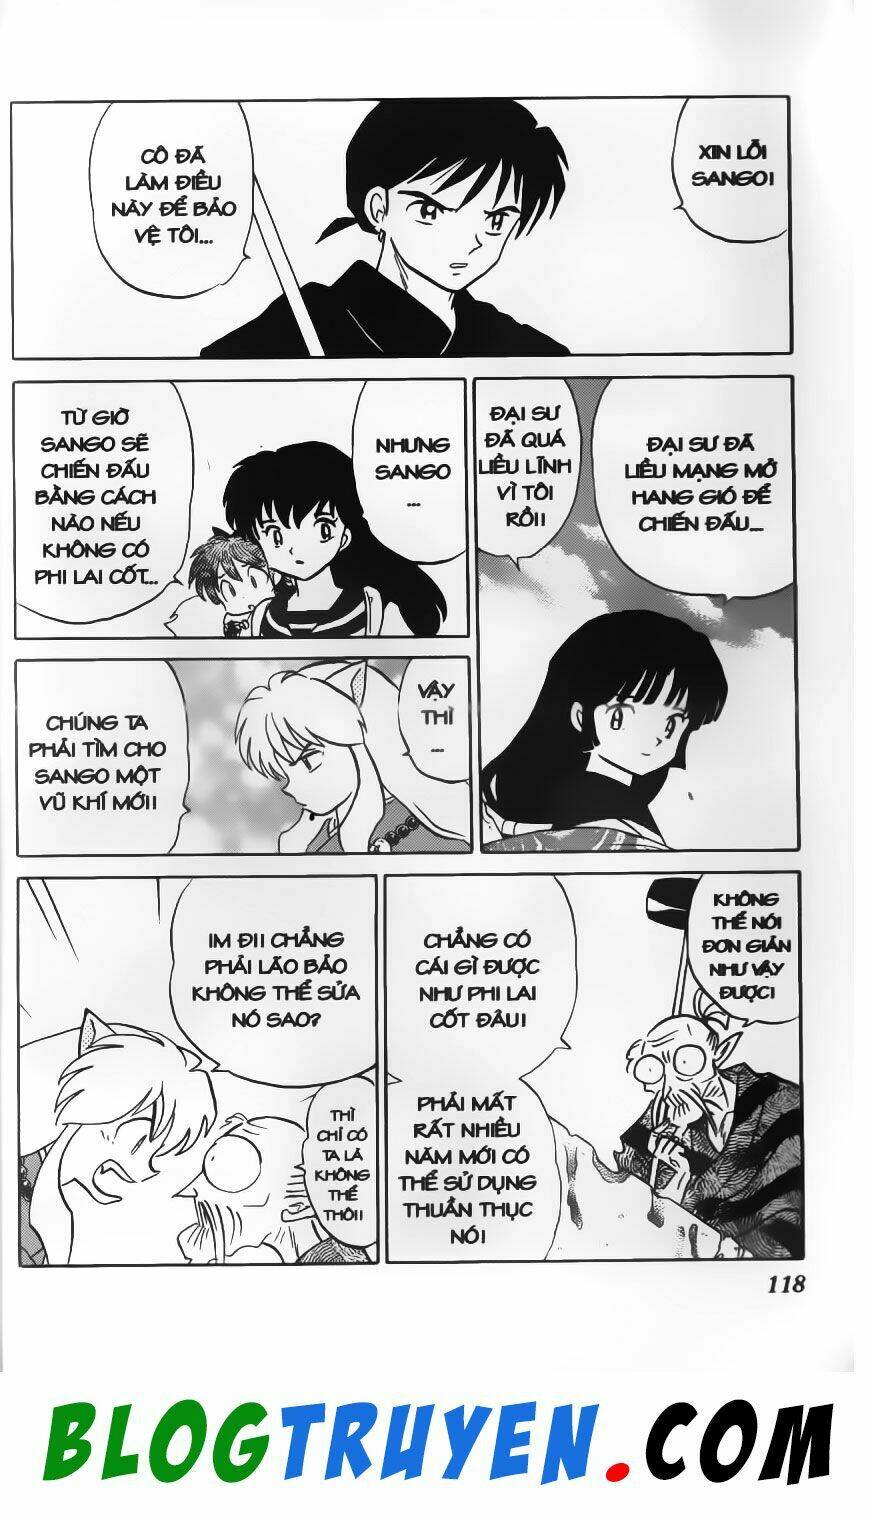 XIN LỖI
SANGO!
CÔ ĐÃ
LÀM ĐIỀU
NÀY ĐỂ BẢO
VỆ TÔI...
ĐẠI SƯ ĐÃ
LIỀU MẠNG MỞ
HANG GIÓ ĐỂ
CHIẾN ĐẤU...
ĐẠI SƯ
ĐÃ QUÁ
LIỀU LĨNH
VÌ TÔI
RỒI!
NHƯNG
SANGO
...
TỪ GIỜ
SANGO SẼ
CHIẾN ĐẤU
BẰNG CÁCH
NÀO NẾU
KHÔNG CÓ
PHI LAI CỐT...
VẬY
THÌ
...
CHÚNG TA
PHẢI TÌM CHO
SANGO MỘT
VŨ KHÍ MỚI!
KHÔNG
THỂ NÓI
ĐƠN GIẢN
NHƯ VẬY
ĐƯỢC!
CHẲNG CÓ
CÁI GÌ ĐƯỢC
NHƯ PHI LAI
CỐT ĐÂU!
PHẢI MẤT
RẤT NHIỀU
NĂM MỚI CÓ
THỂ SỬ DỤNG
THUẦN THỤC
NÓ!
IM ĐI! CHẲNG
PHẢI LÃO BẢO
KHÔNG THỂ SỬA
NÓ SAO?
THÌ
CHỈ CÓ
TA LÀ
KHÔNG
THỂ
THÔI!
118
BLOGTRUYEN.COM